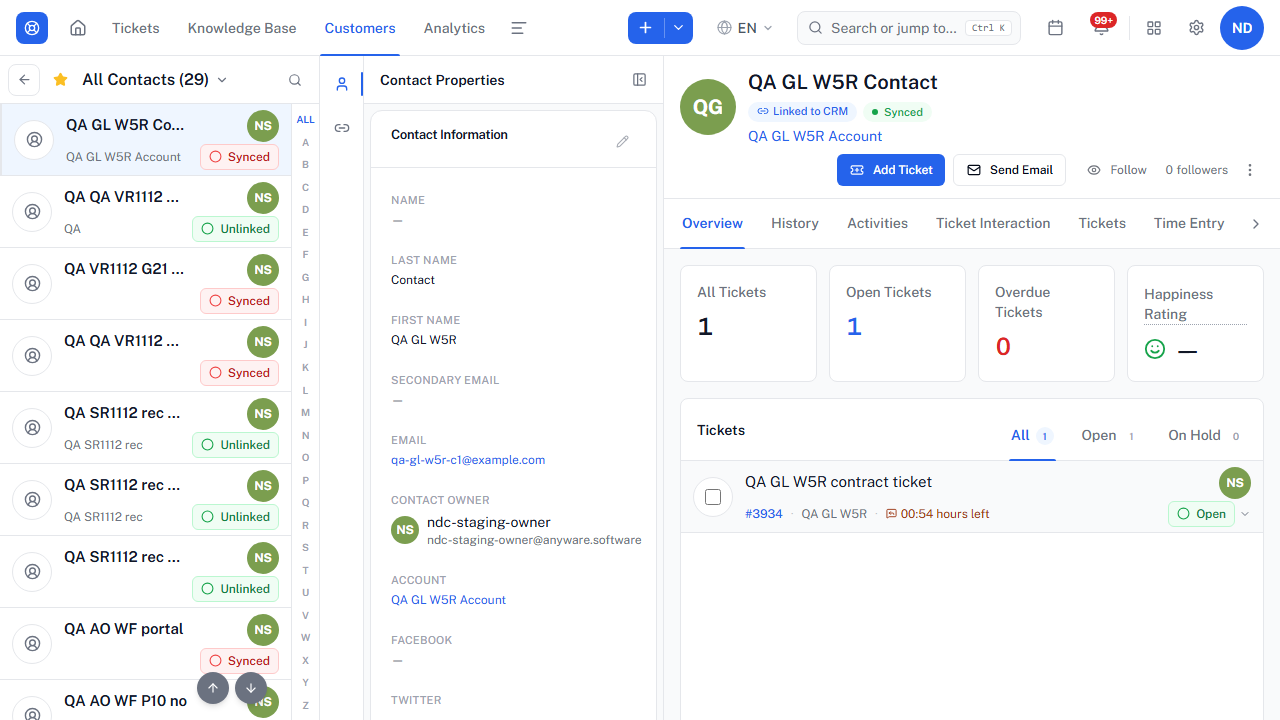 Tickets
Knowledge Base
Customers
Analytics
EN
Search or jump to...
Ctrl K
99+
ND
All Contacts (29)
QA GL W5R Co...
NS
QA GL W5R Account
Synced
QA QA VR1112 ...
NS
QA
Unlinked
QA VR1112 G21 ...
NS
Synced
QA QA VR1112 ...
NS
Synced
QA SR1112 rec ...
NS
QA SR1112 rec
Unlinked
QA SR1112 rec ...
NS
QA SR1112 rec
Unlinked
QA SR1112 rec ...
NS
Unlinked
QA AO WF portal
NS
Synced
QA AO WF P10 no
NS
ALL
A
B
C
D
E
F
G
H
I
J
K
L
M
N
O
P
Q
R
S
T
U
V
W
X
Y
Z
Contact Properties
Contact Information
NAME
—
LAST NAME
Contact
FIRST NAME
QA GL W5R
SECONDARY EMAIL
—
EMAIL
qa-gl-w5r-c1@example.com
CONTACT OWNER
NS
ndc-staging-owner
ndc-staging-owner@anyware.software
ACCOUNT
QA GL W5R Account
FACEBOOK
—
TWITTER
QG
QA GL W5R Contact
Linked to CRM
Synced
QA GL W5R Account
Add Ticket
Send Email
Follow
0 followers
Overview
History
Activities
Ticket Interaction
Tickets
Time Entry
All Tickets
1
Open Tickets
1
Overdue
Tickets
0
Happiness
Rating
—
Tickets
All 1
Open 1
On Hold 0
QA GL W5R contract ticket
NS
#3934 · QA GL W5R · 00:54 hours left
Open